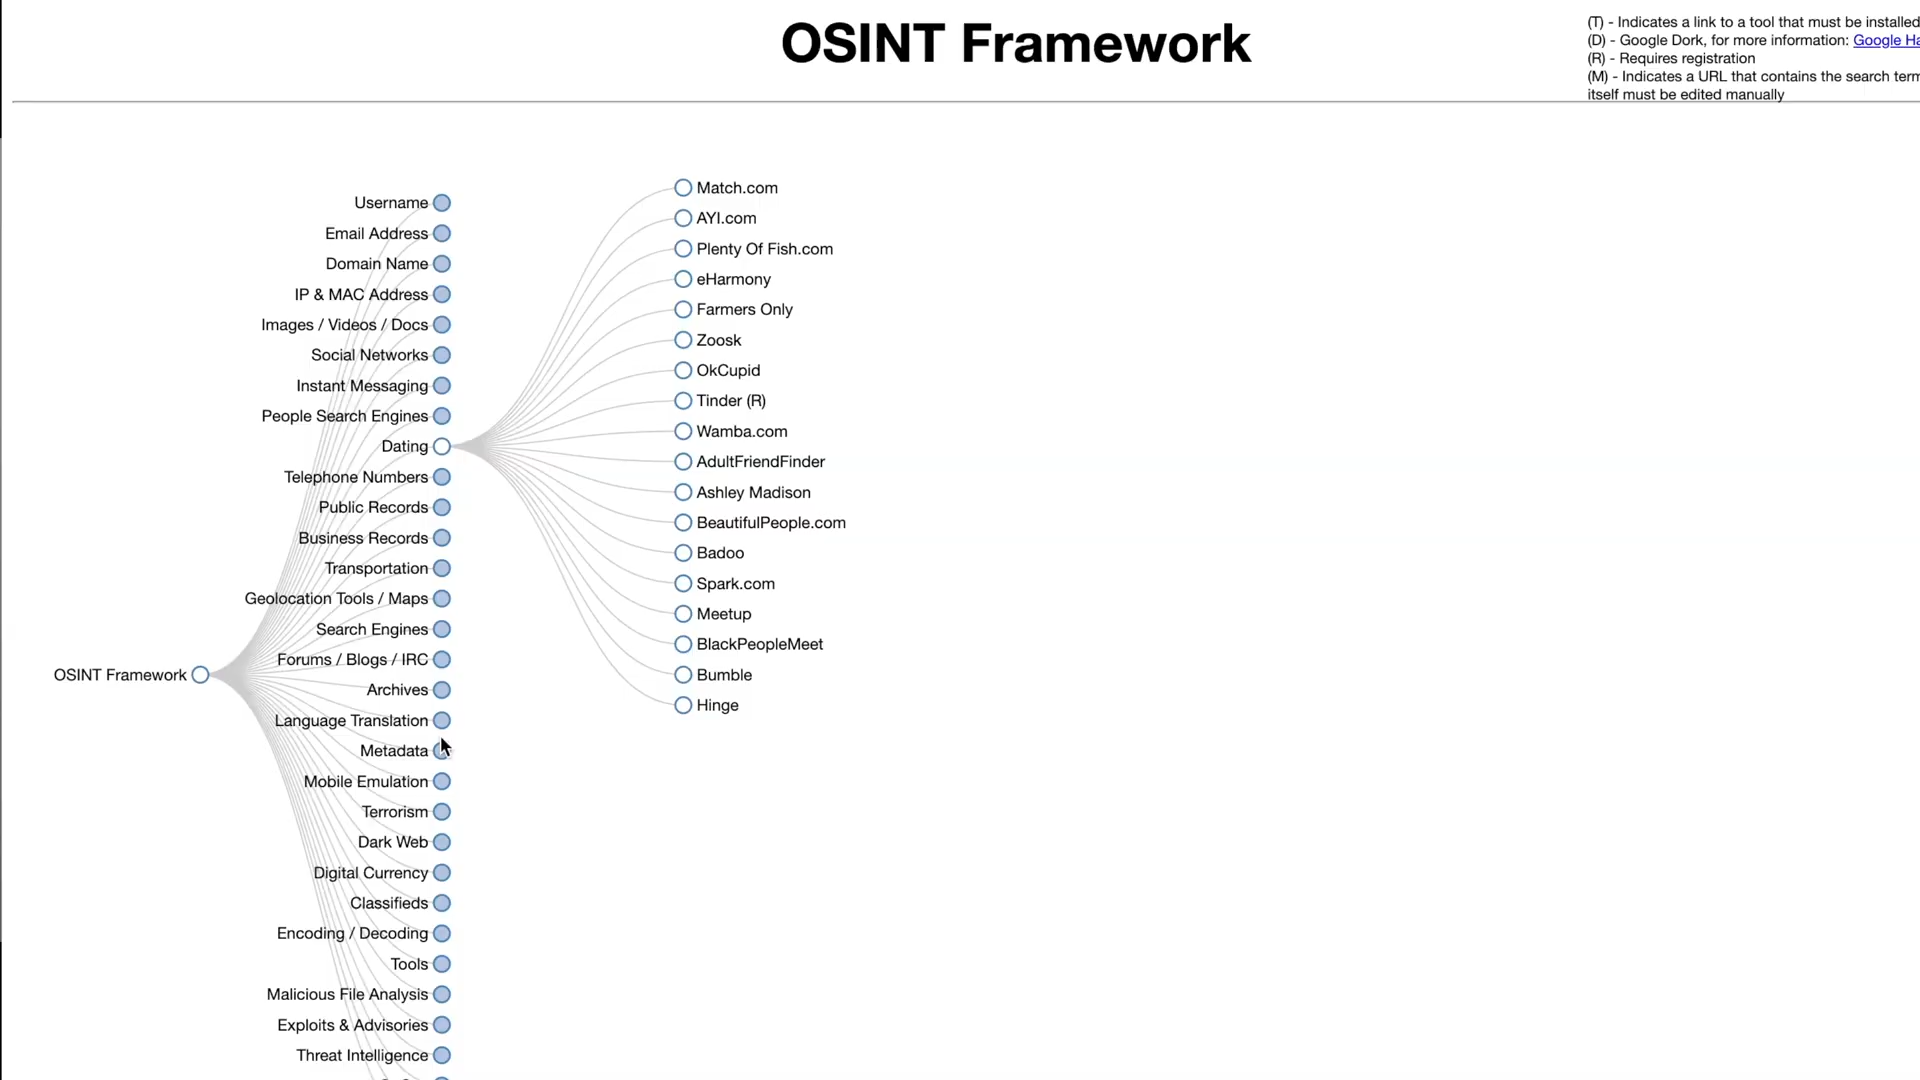 OSINT Framework
(T) - Indicates a link to a tool that must be installed
(D) - Google Dork, for more information: Google Ha
(R) - Requires registration
(M) - Indicates a URL that contains the search term
itself must be edited manually
Username
Email Address
Domain Name
IP & MAC Address
Images / Videos / Docs
Social Networks
Instant Messaging
People Search Engines
Dating
Telephone Numbers
Public Records
Business Records
Transportation
Geolocation Tools / Maps
Search Engines
Forums / Blogs / IRC
OSINT Framework
Archives
Language Translation
Metadata
Mobile Emulation
Terrorism
Dark Web
Digital Currency
Classifieds
Encoding / Decoding
Tools
Malicious File Analysis
Exploits & Advisories
Threat Intelligence
Match.com
AYI.com
Plenty Of Fish.com
eHarmony
Farmers Only
Zoosk
OkCupid
Tinder (R)
Wamba.com
AdultFriendFinder
Ashley Madison
BeautifulPeople.com
Badoo
Spark.com
Meetup
BlackPeopleMeet
Bumble
Hinge